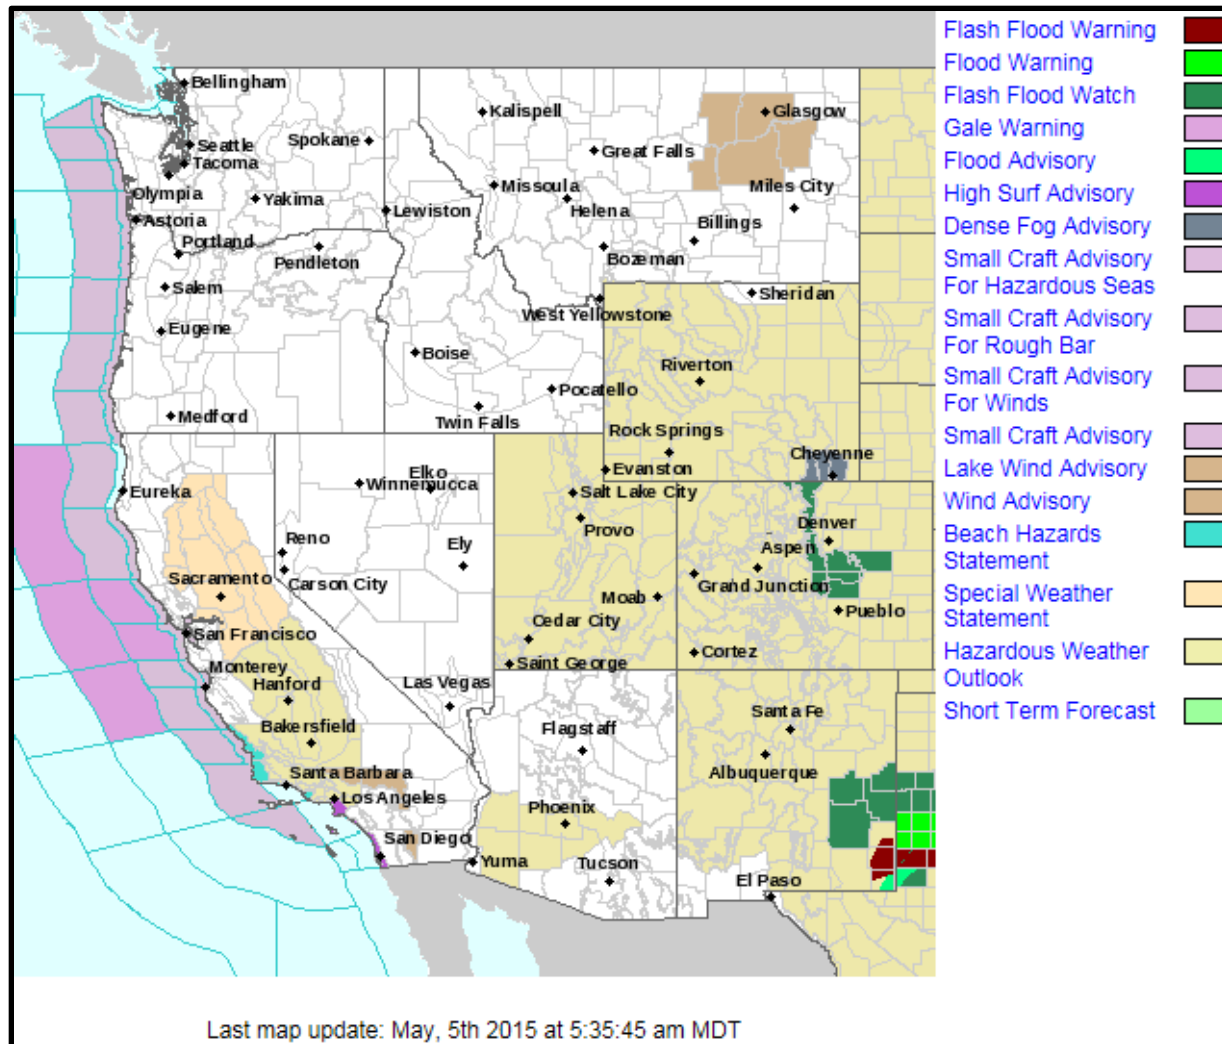 Bellingham
Seattle
Tacoma
Olympia
Spokane
Yakima
Astoria
Portland
Pendleton
Lewiston
Salem
Eugene
Medford
Kalispell
Great Falls
Glasgow
Missoula
Helena
Miles City
Billings
Bozeman
West Yellowstone
Sheridan
Boise
Pocatello
Twin Falls
Riverton
Rock Springs
Evanston
Cheyenne
Eureka
Elko
Winnemucca
Reno
Carson City
Ely
Salt Lake City
Provo
Denver
Aspen
Grand Junction
Moab
Pueblo
Cedar City
Saint George
Cortez
Sacramento
San Francisco
Monterey
Hanford
Bakersfield
Las Vegas
Santa Barbara
Los Angeles
San Diego
Flagstaff
Phoenix
Yuma
Tucson
Santa Fe
Albuquerque
El Paso
Flash Flood Warning
Flood Warning
Flash Flood Watch
Gale Warning
Flood Advisory
High Surf Advisory
Dense Fog Advisory
Small Craft Advisory
For Hazardous Seas
Small Craft Advisory
For Rough Bar
Small Craft Advisory
For Winds
Small Craft Advisory
Lake Wind Advisory
Wind Advisory
Beach Hazards
Statement
Special Weather
Statement
Hazardous Weather
Outlook
Short Term Forecast
Last map update: May, 5th 2015 at 5:35:45 am MDT